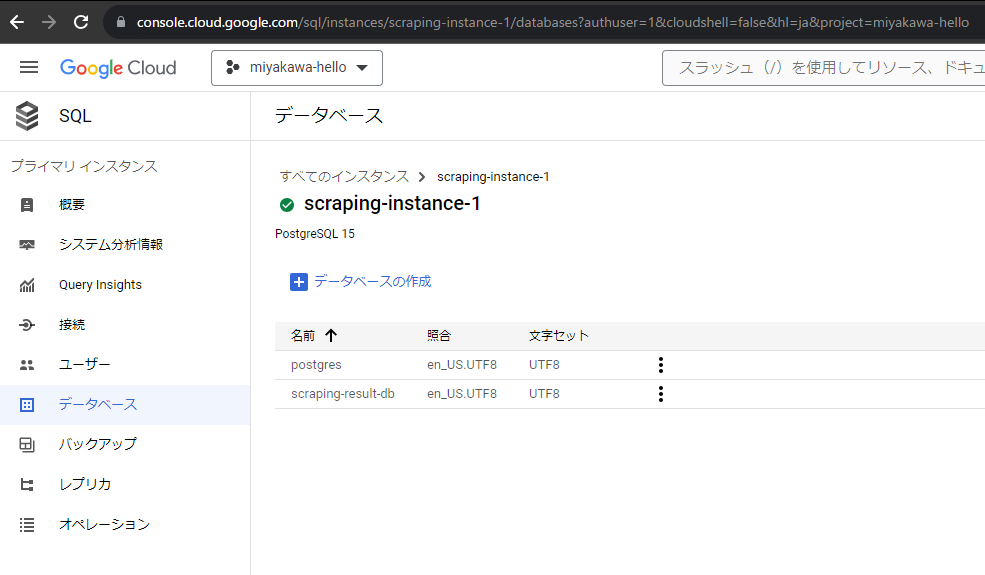 console.cloud.google.com/sql/instances/scraping-instance-1/databases?authuser=1&cloudshell=false&hl=ja&project=miyakawa-hello
Google Cloud
miyakawa-hello
スラッシュ（/）を使用してリソース、ドキュ
SQL
データベース
プライマリ インスタンス
概要
システム分析情報
Query Insights
接続
ユーザー
データベース
バックアップ
レプリカ
オペレーション
すべてのインスタンス
scraping-instance-1
scraping-instance-1
PostgreSQL 15
データベースの作成
名前 照合 文字セット
postgres en_US.UTF8 UTF8
scraping-result-db en_US.UTF8 UTF8